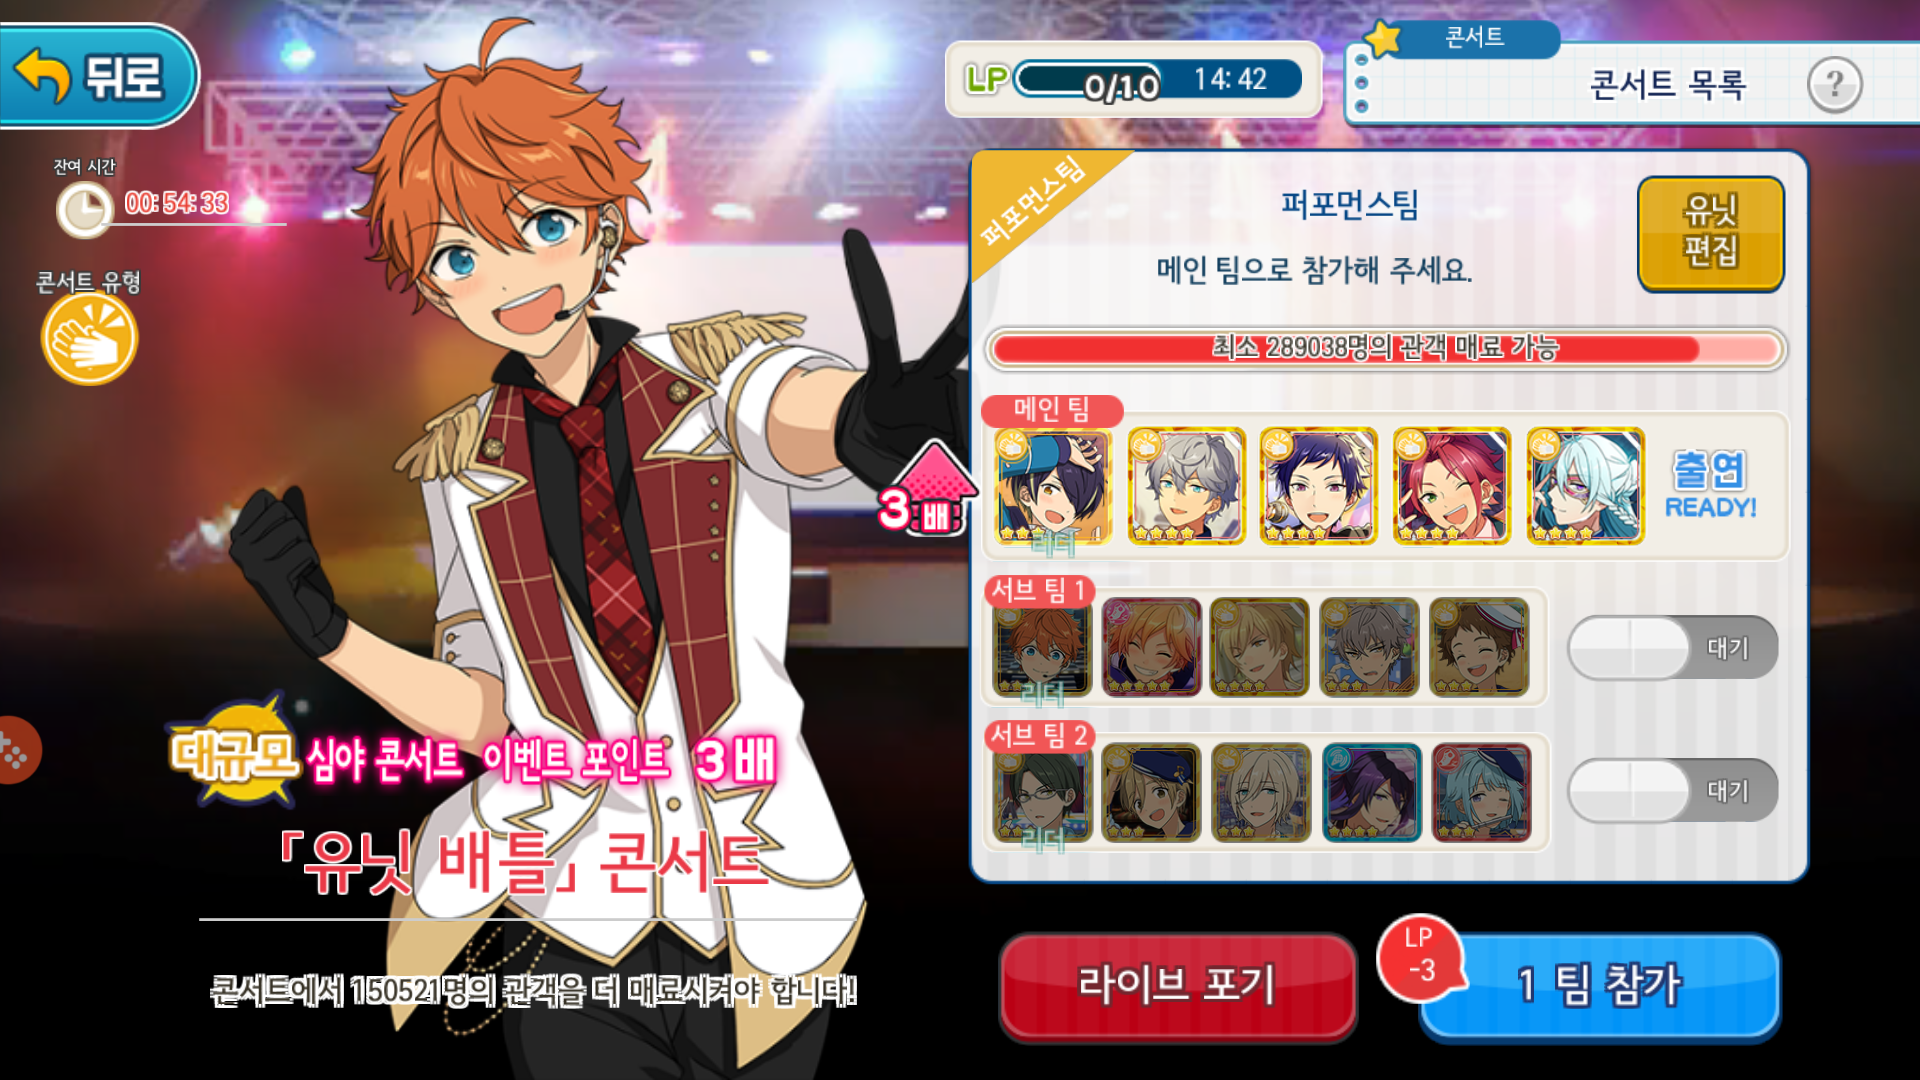 뒤로
LP
0/10
14:42
콘서트
콘서트 목록
?
잔여 시간
00:54:33
콘서트 유형
퍼포먼스팀
퍼포먼스팀
메인 팀으로 참가해 주세요.
유닛
편집
최소 289038명의 관객 매료 가능
메인 팀
리더
출연
READY!
3배
서브 팀 1
리더
대기
서브 팀 2
리더
대기
대규모 심야 콘서트 이벤트 포인트 3배
「유닛 배틀」 콘서트
콘서트에서 150521명의 관객을 더 매료시켜야 합니다!
라이브 포기
LP
-3
1 팀 참가